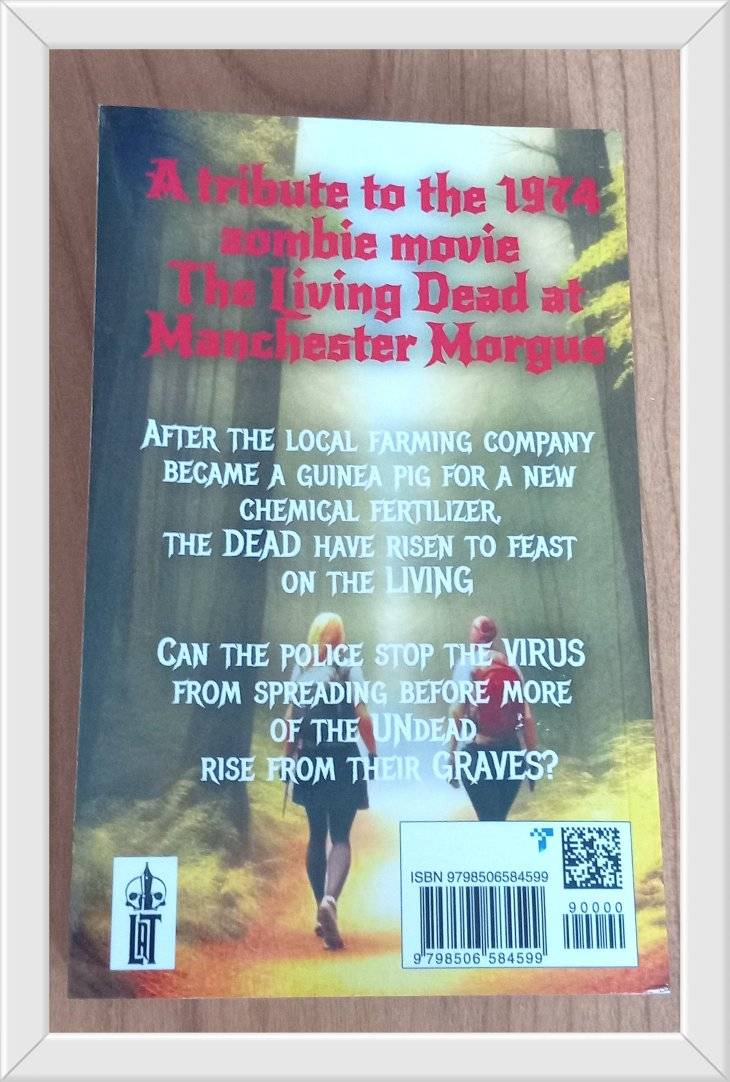 A tribute to the 1974
zombie movie
The Living Dead at
Manchester Morgue
AFTER THE LOCAL FARMING COMPANY
BECAME A GUINEA PIG FOR A NEW
CHEMICAL FERTILIZER,
THE DEAD HAVE RISEN TO FEAST
ON THE LIVING
CAN THE POLICE STOP THE VIRUS
FROM SPREADING BEFORE MORE
OF THE UNDEAD
RISE FROM THEIR GRAVES?
LAT
ISBN 9798506584599
90000
9 798506 584599